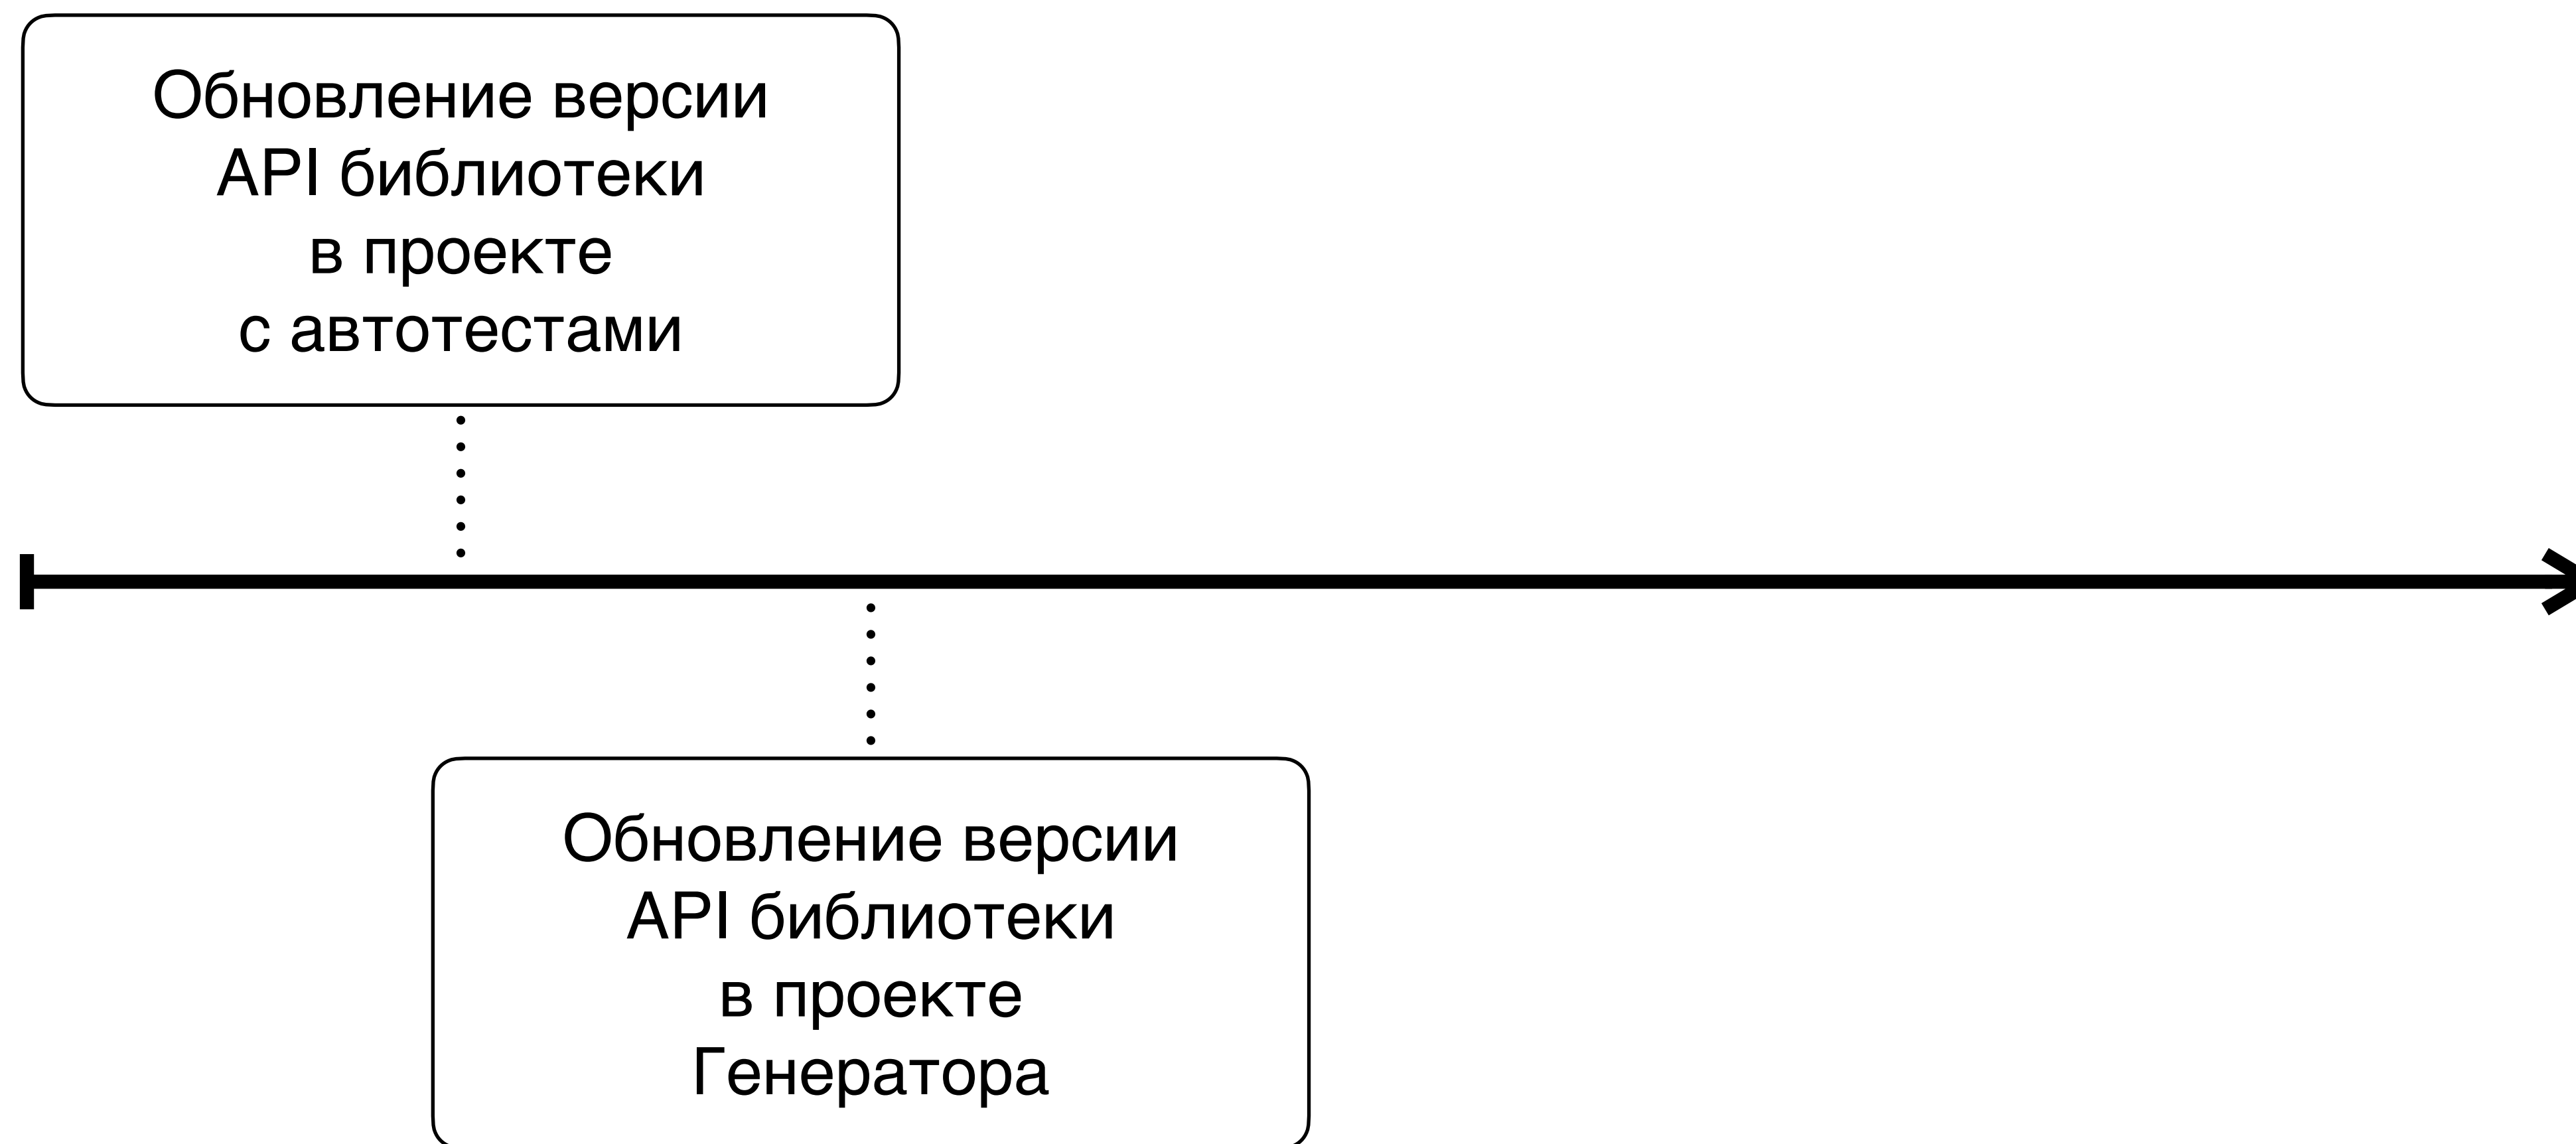 Обновление версии
API библиотеки
в проекте
с автотестами
Обновление версии
API библиотеки
в проекте
Генератора